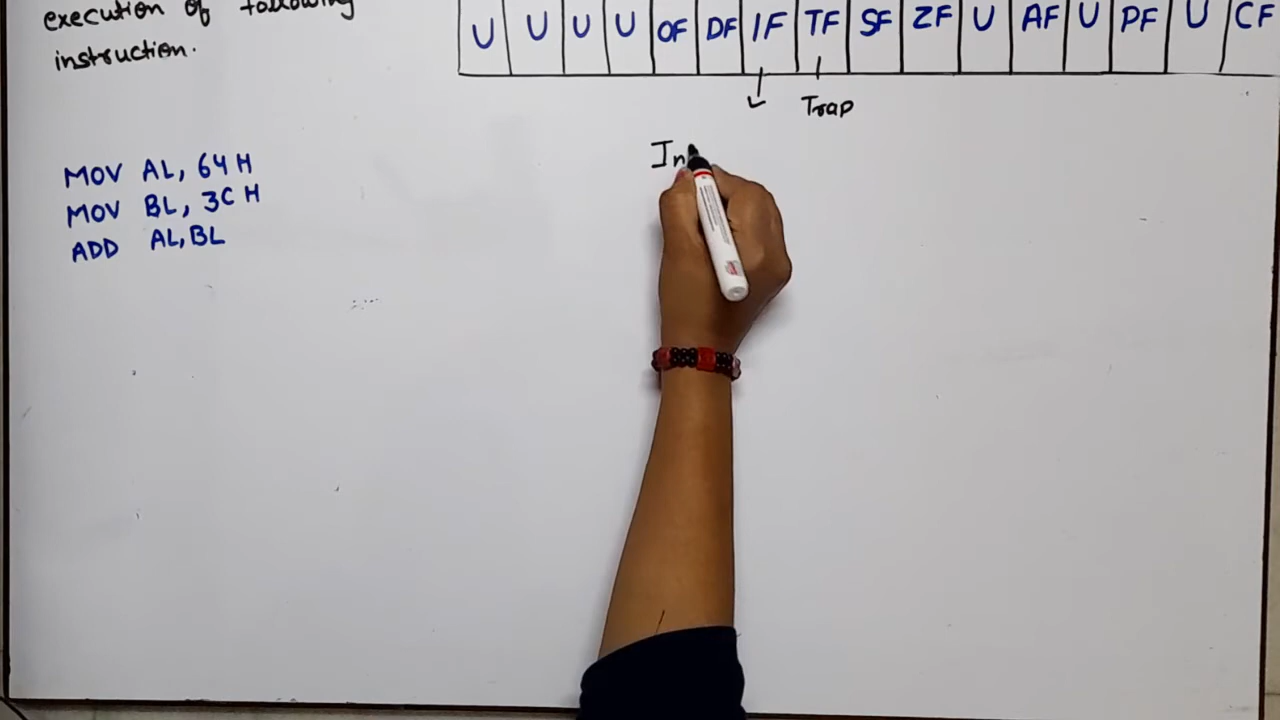 execution of following
instruction.
U U U U OF DF IF TF SF ZF U AF U PF U CF
Trap
In
MOV AL, 64 H
MOV BL, 3C H
ADD AL, BL